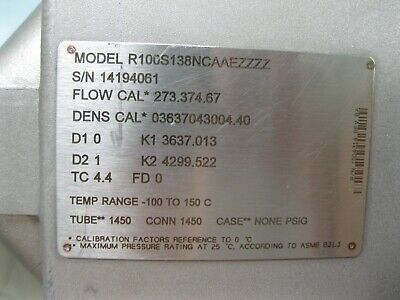 MODEL R100S138NCAAEZZZZ
S/N 14194061
FLOW CAL* 273.374.67
DENS CAL* 03637043004.40
D1 0 K1 3637.013
D2 1 K2 4299.522
TC 4.4 FD 0
TEMP RANGE -100 TO 150 C
TUBE** 1450 CONN 1450 CASE** NONE PSIG
* CALIBRATION FACTORS REFERENCE TO 0 °C
* MAXIMUM PRESSURE RATING AT 25 °C, ACCORDING TO ASME B31.3